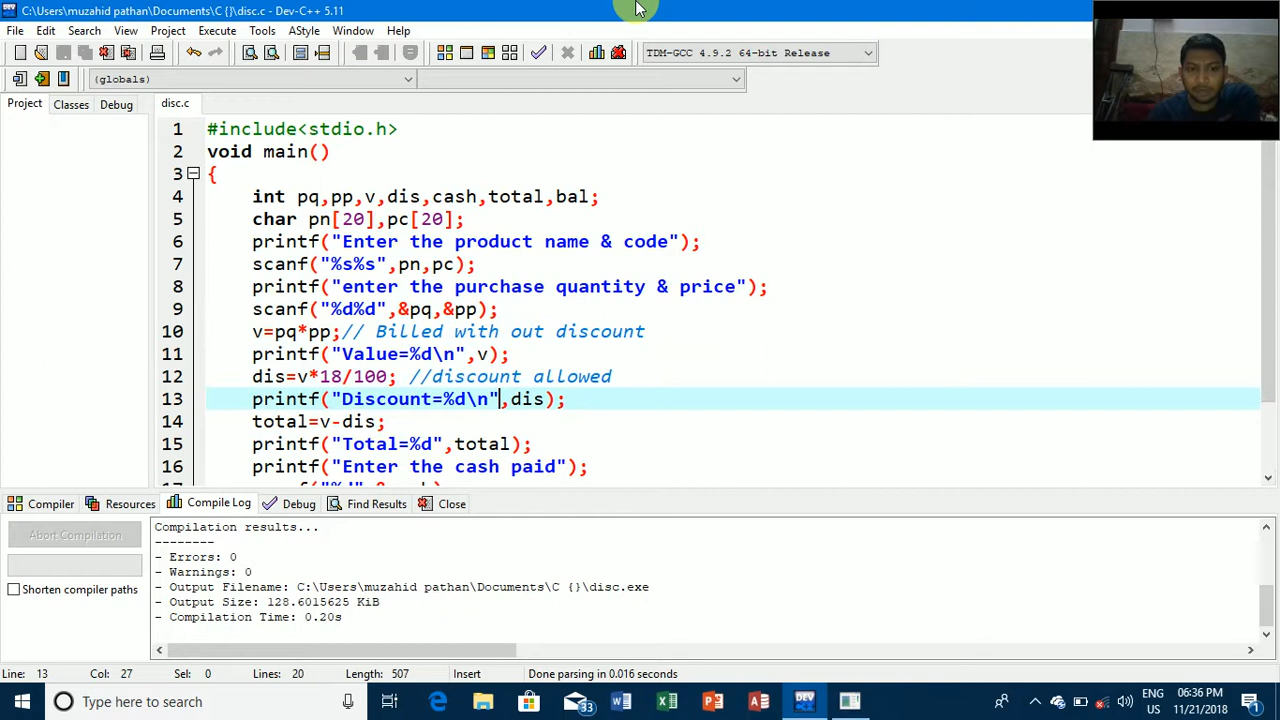 C:\Users\muzahid pathan\Documents\C {}\disc.c - Dev-C++ 5.11
File Edit Search View Project Execute Tools AStyle Window Help
TDM-GCC 4.9.2 64-bit Release
(globals)
Project Classes Debug disc.c
1 #include<stdio.h>
2 void main()
3 {
4 int pq,pp,v,dis,cash,total,bal;
5 char pn[20],pc[20];
6 printf("Enter the product name & code");
7 scanf("%s%s",pn,pc);
8 printf("enter the purchase quantity & price");
9 scanf("%d%d",&pq,&pp);
10 v=pq*pp;// Billed with out discount
11 printf("Value=%d\n",v);
12 dis=v*18/100; //discount allowed
13 printf("Discount=%d\n",dis);
14 total=v-dis;
15 printf("Total=%d",total);
16 printf("Enter the cash paid");
Compiler Resources Compile Log Debug Find Results Close
Abort Compilation
Shorten compiler paths
Compilation results...
--------
- Errors: 0
- Warnings: 0
- Output Filename: C:\Users\muzahid pathan\Documents\C {}\disc.exe
- Output Size: 128.6015625 KiB
- Compilation Time: 0.20s
Line: 13 Col: 27 Sel: 0 Lines: 20 Length: 507 Insert Done parsing in 0.016 seconds
Type here to search
33
ENG 06:36 PM
US 11/21/2018